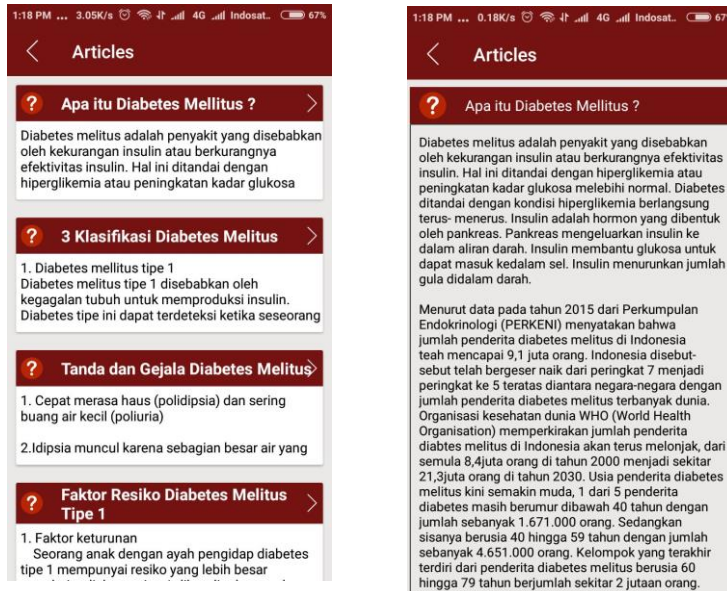 1:18 PM ... 3.05K/s 4G Indosat.. 67%
Articles
Apa itu Diabetes Mellitus ?
Diabetes melitus adalah penyakit yang disebabkan
oleh kekurangan insulin atau berkurangnya
efektivitas insulin. Hal ini ditandai dengan
hiperglikemia atau peningkatan kadar glukosa
3 Klasifikasi Diabetes Melitus
1. Diabetes mellitus tipe 1
Diabetes melitus tipe 1 disebabkan oleh
kegagalan tubuh untuk memproduksi insulin.
Diabetes tipe ini dapat terdeteksi ketika seseorang
Tanda dan Gejala Diabetes Melitus
1. Cepat merasa haus (polidipsia) dan sering
buang air kecil (poliuria)
2.Idipsia muncul karena sebagian besar air yang
Faktor Resiko Diabetes Melitus
Tipe 1
1. Faktor keturunan
Seorang anak dengan ayah pengidap diabetes
tipe 1 mempunyai resiko yang lebih besar
1:18 PM ... 0.18K/s 4G Indosat.. 67
Articles
Apa itu Diabetes Mellitus ?
Diabetes melitus adalah penyakit yang disebabkan
oleh kekurangan insulin atau berkurangnya efektivitas
insulin. Hal ini ditandai dengan hiperglikemia atau
peningkatan kadar glukosa melebihi normal. Diabetes
ditandai dengan kondisi hiperglikemia berlangsung
terus- menerus. Insulin adalah hormon yang dibentuk
oleh pankreas. Pankreas mengeluarkan insulin ke
dalam aliran darah. Insulin membantu glukosa untuk
dapat masuk kedalam sel. Insulin menurunkan jumlah
gula didalam darah.
Menurut data pada tahun 2015 dari Perkumpulan
Endokrinologi (PERKENI) menyatakan bahwa
jumlah penderita diabetes melitus di Indonesia
teah mencapai 9,1 juta orang. Indonesia disebut-
sebut telah bergeser naik dari peringkat 7 menjadi
peringkat ke 5 teratas diantara negara-negara dengan
jumlah penderita diabetes melitus terbanyak dunia.
Organisasi kesehatan dunia WHO (World Health
Organisation) memperkirakan jumlah penderita
diabtes melitus di Indonesia akan terus melonjak, dari
semula 8,4juta orang di tahun 2000 menjadi sekitar
21,3juta orang di tahun 2030. Usia penderita diabetes
melitus kini semakin muda, 1 dari 5 penderita
diabetes masih berumur dibawah 40 tahun dengan
jumlah sebanyak 1.671.000 orang. Sedangkan
sisanya berusia 40 hingga 59 tahun dengan jumlah
sebanyak 4.651.000 orang. Kelompok yang terakhir
terdiri dari penderita diabetes melitus berusia 60
hingga 79 tahun berjumlah sekitar 2 jutaan orang.